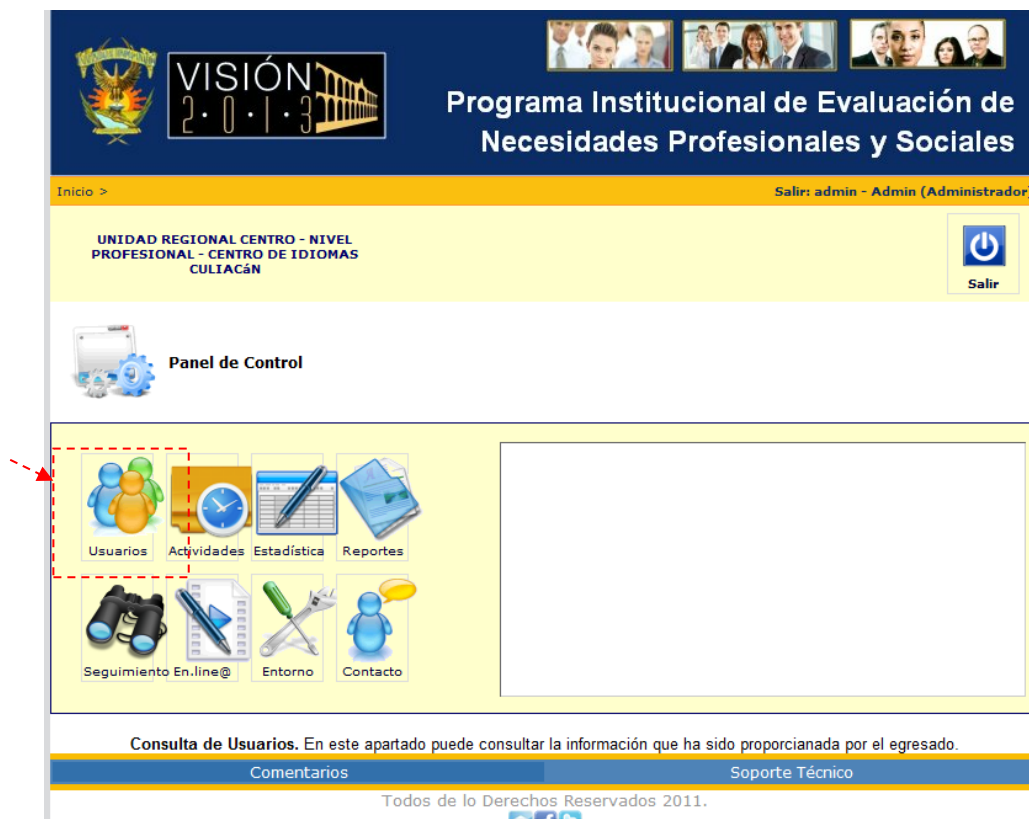 VISIÓN
2·0·1·3
Programa Institucional de Evaluación de
Necesidades Profesionales y Sociales
Inicio >
Salir: admin - Admin (Administrador)
UNIDAD REGIONAL CENTRO - NIVEL
PROFESIONAL - CENTRO DE IDIOMAS
CULIACáN
Salir
Panel de Control
Usuarios Actividades Estadística Reportes
Seguimiento En.line@ Entorno Contacto
Consulta de Usuarios. En este apartado puede consultar la información que ha sido proporcianada por el egresado.
Comentarios Soporte Técnico
Todos de lo Derechos Reservados 2011.